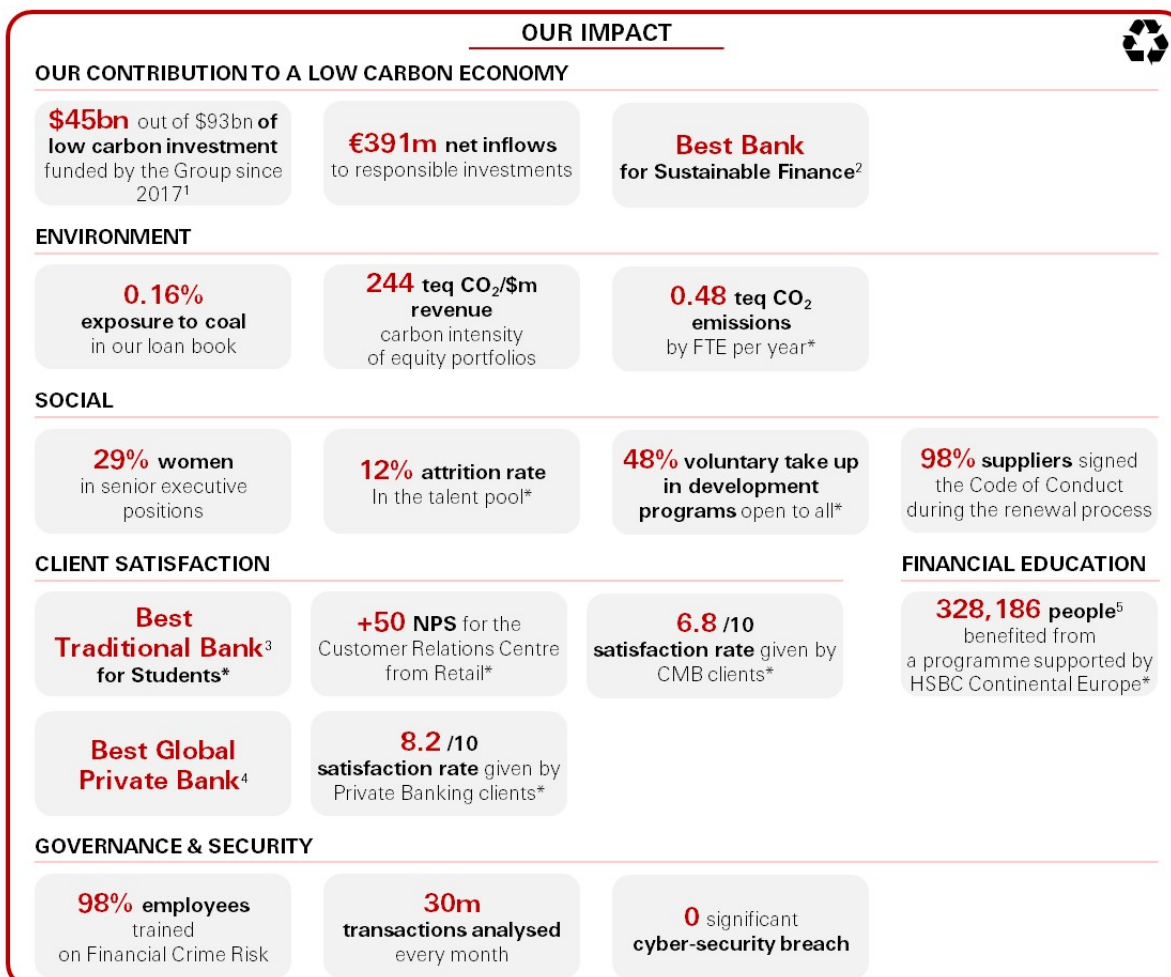 OUR IMPACT
OUR CONTRIBUTION TO A LOW CARBON ECONOMY
$45bn out of $93bn of
low carbon investment
funded by the Group since
2017¹
€391m net inflows
to responsible investments
Best Bank
for Sustainable Finance²
ENVIRONMENT
0.16%
exposure to coal
in our loan book
244 teq CO₂/$m
revenue
carbon intensity
of equity portfolios
0.48 teq CO₂
emissions
by FTE per year*
SOCIAL
29% women
in senior executive
positions
12% attrition rate
In the talent pool*
48% voluntary take up
in development
programs open to all*
98% suppliers signed
the Code of Conduct
during the renewal process
CLIENT SATISFACTION
Best
Traditional Bank³
for Students*
+50 NPS for the
Customer Relations Centre
from Retail*
6.8 /10
satisfaction rate given by
CMB clients*
Best Global
Private Bank⁴
8.2 /10
satisfaction rate given by
Private Banking clients*
FINANCIAL EDUCATION
328,186 people⁵
benefited from
a programme supported by
HSBC Continental Europe*
GOVERNANCE & SECURITY
98% employees
trained
on Financial Crime Risk
30m
transactions analysed
every month
0 significant
cyber-security breach